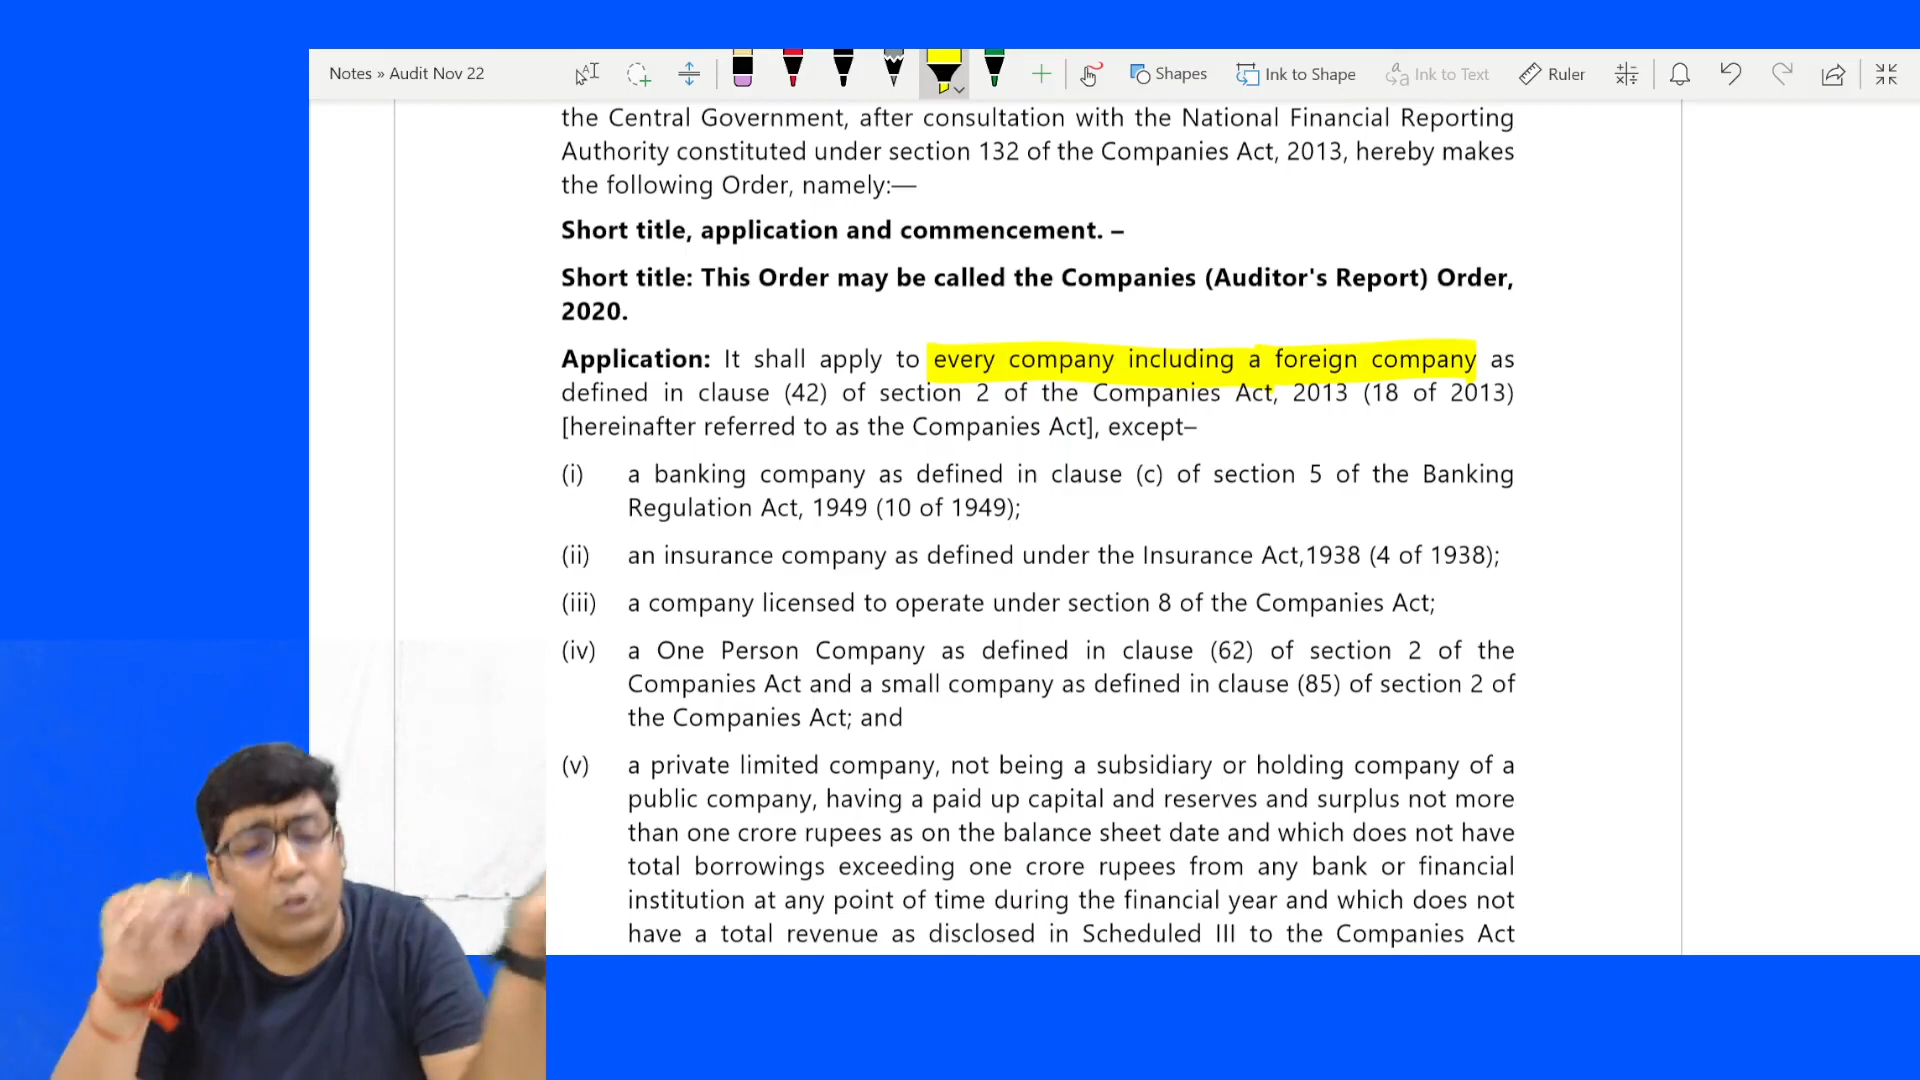 Notes » Audit Nov 22
Shapes
Ink to Shape
Ink to Text
Ruler
the Central Government, after consultation with the National Financial Reporting
Authority constituted under section 132 of the Companies Act, 2013, hereby makes
the following Order, namely:—
Short title, application and commencement. –
Short title: This Order may be called the Companies (Auditor's Report) Order,
2020.
Application: It shall apply to every company including a foreign company as
defined in clause (42) of section 2 of the Companies Act, 2013 (18 of 2013)
[hereinafter referred to as the Companies Act], except–
(i) a banking company as defined in clause (c) of section 5 of the Banking
Regulation Act, 1949 (10 of 1949);
(ii) an insurance company as defined under the Insurance Act,1938 (4 of 1938);
(iii) a company licensed to operate under section 8 of the Companies Act;
(iv) a One Person Company as defined in clause (62) of section 2 of the
Companies Act and a small company as defined in clause (85) of section 2 of
the Companies Act; and
(v) a private limited company, not being a subsidiary or holding company of a
public company, having a paid up capital and reserves and surplus not more
than one crore rupees as on the balance sheet date and which does not have
total borrowings exceeding one crore rupees from any bank or financial
institution at any point of time during the financial year and which does not
have a total revenue as disclosed in Scheduled III to the Companies Act